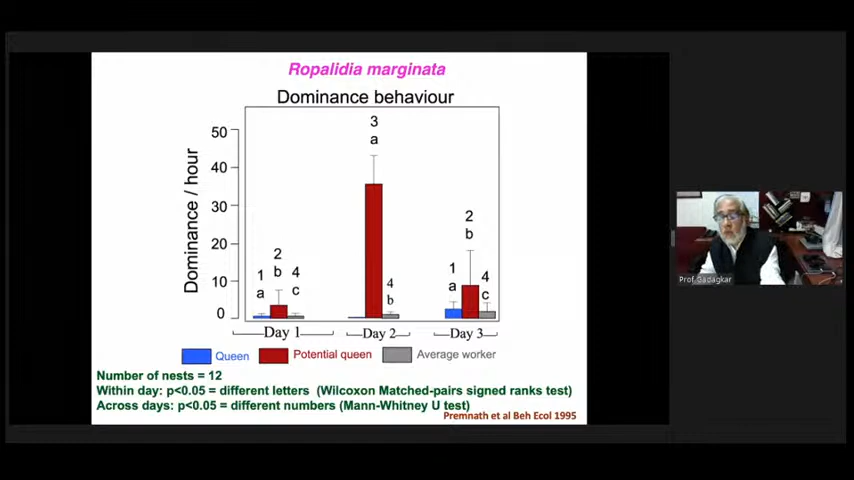 Ropalidia marginata
Dominance behaviour
Dominance / hour
50
40
30
20
10
0
1
a
2
b
4
c
3
a
4
b
1
a
2
b
4
c
Day 1
Day 2
Day 3
Queen
Potential queen
Average worker
Number of nests = 12
Within day: p<0.05 = different letters (Wilcoxon Matched-pairs signed ranks test)
Across days: p<0.05 = different numbers (Mann-Whitney U test)
Premnath et al Beh Ecol 1995
Prof Gadagkar